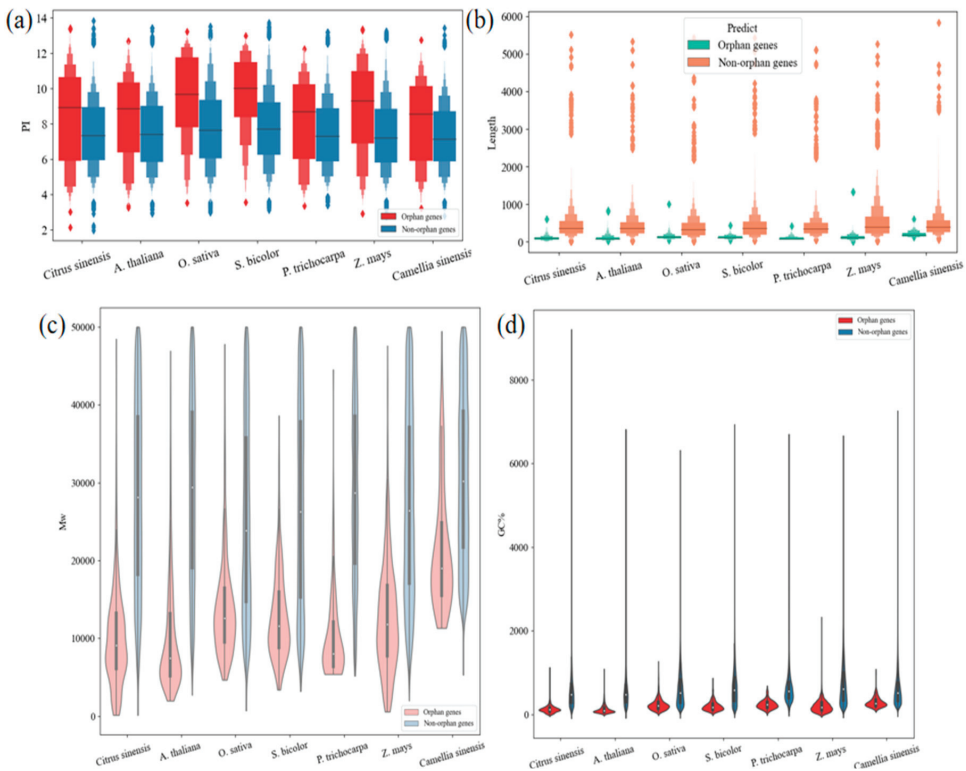 (a)
14
12
10
8
6
4
2
PI
Orphan genes
Non-orphan genes
Citrus sinensis
A. thaliana
O. sativa
S. bicolor
P. trichocarpa
Z. mays
Camellia sinensis
(b)
6000
5000
4000
3000
2000
1000
0
Length
Predict
Orphan genes
Non-orphan genes
Citrus sinensis
A. thaliana
O. sativa
S. bicolor
P. trichocarpa
Z. mays
Camellia sinensis
(c)
50000
40000
30000
20000
10000
0
Mw
Orphan genes
Non-orphan genes
Citrus sinensis
A. thaliana
O. sativa
S. bicolor
P. trichocarpa
Z. mays
Camellia sinensis
(d)
8000
6000
4000
2000
0
GC%
Orphan genes
Non-orphan genes
Citrus sinensis
A. thaliana
O. sativa
S. bicolor
P. trichocarpa
Z. mays
Camellia sinensis